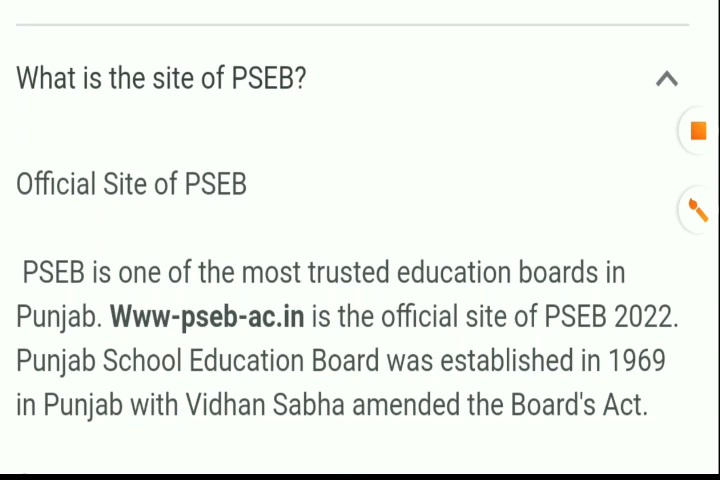 What is the site of PSEB?
Official Site of PSEB
PSEB is one of the most trusted education boards in
Punjab. Www-pseb-ac.in is the official site of PSEB 2022.
Punjab School Education Board was established in 1969
in Punjab with Vidhan Sabha amended the Board's Act.